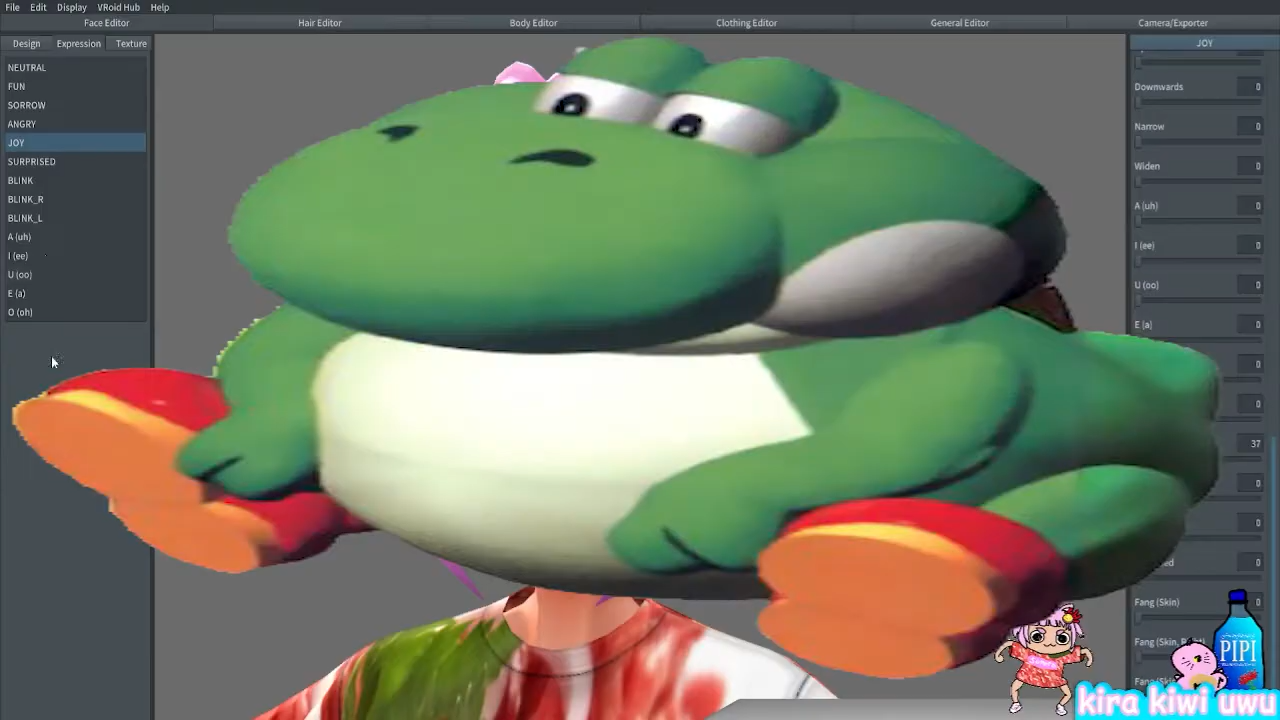 File Edit Display VRoid Hub Help
Face Editor Hair Editor Body Editor Clothing Editor General Editor Camera/Exporter
Design Expression Texture
JOY
NEUTRAL
FUN
SORROW
ANGRY
JOY
SURPRISED
BLINK
BLINK_R
BLINK_L
A (uh)
I (ee)
U (oo)
E (a)
O (oh)
Downwards 0
Narrow 0
Widen 0
A (uh) 0
I (ee) 0
U (oo) 0
E (a) 0
0
0
37
0
0
0
Fang (Skin) 0
Fang (Skin,
PIPI
kira kiwi uwu